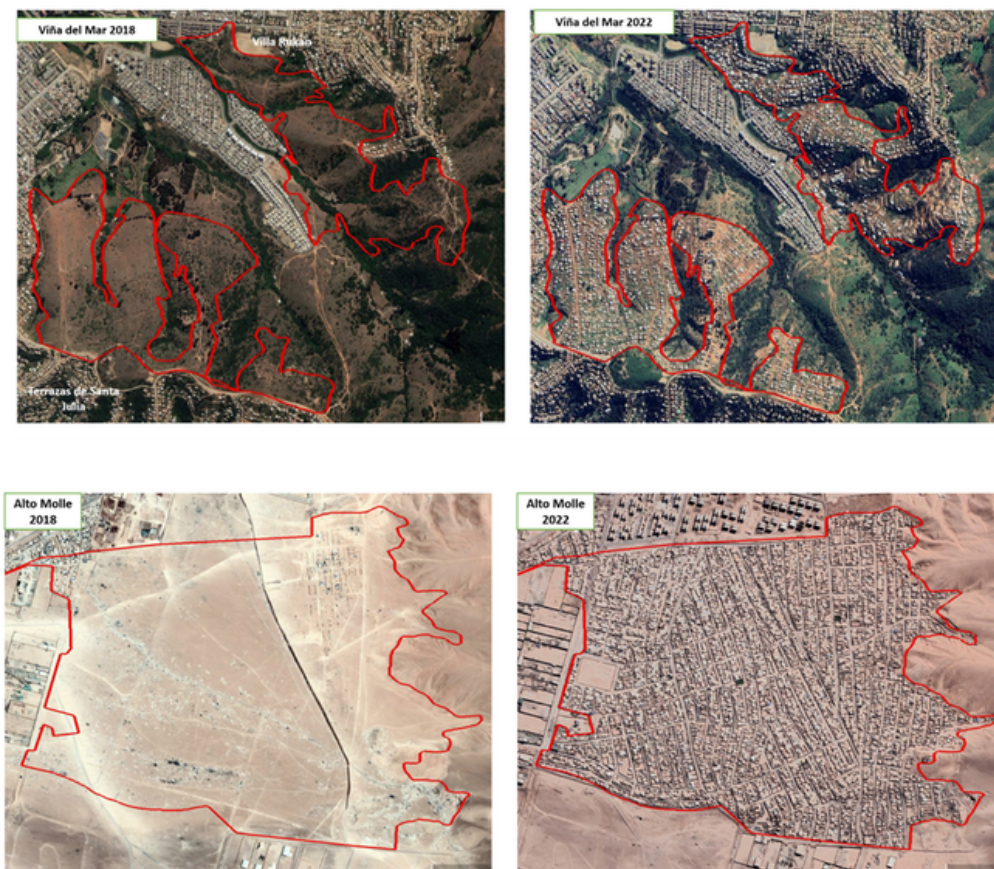 Viña del Mar 2018
Villa Rukan
Terrazas de Santa
Julia
Viña del Mar 2022
Alto Molle
2018
Alto Molle
2022